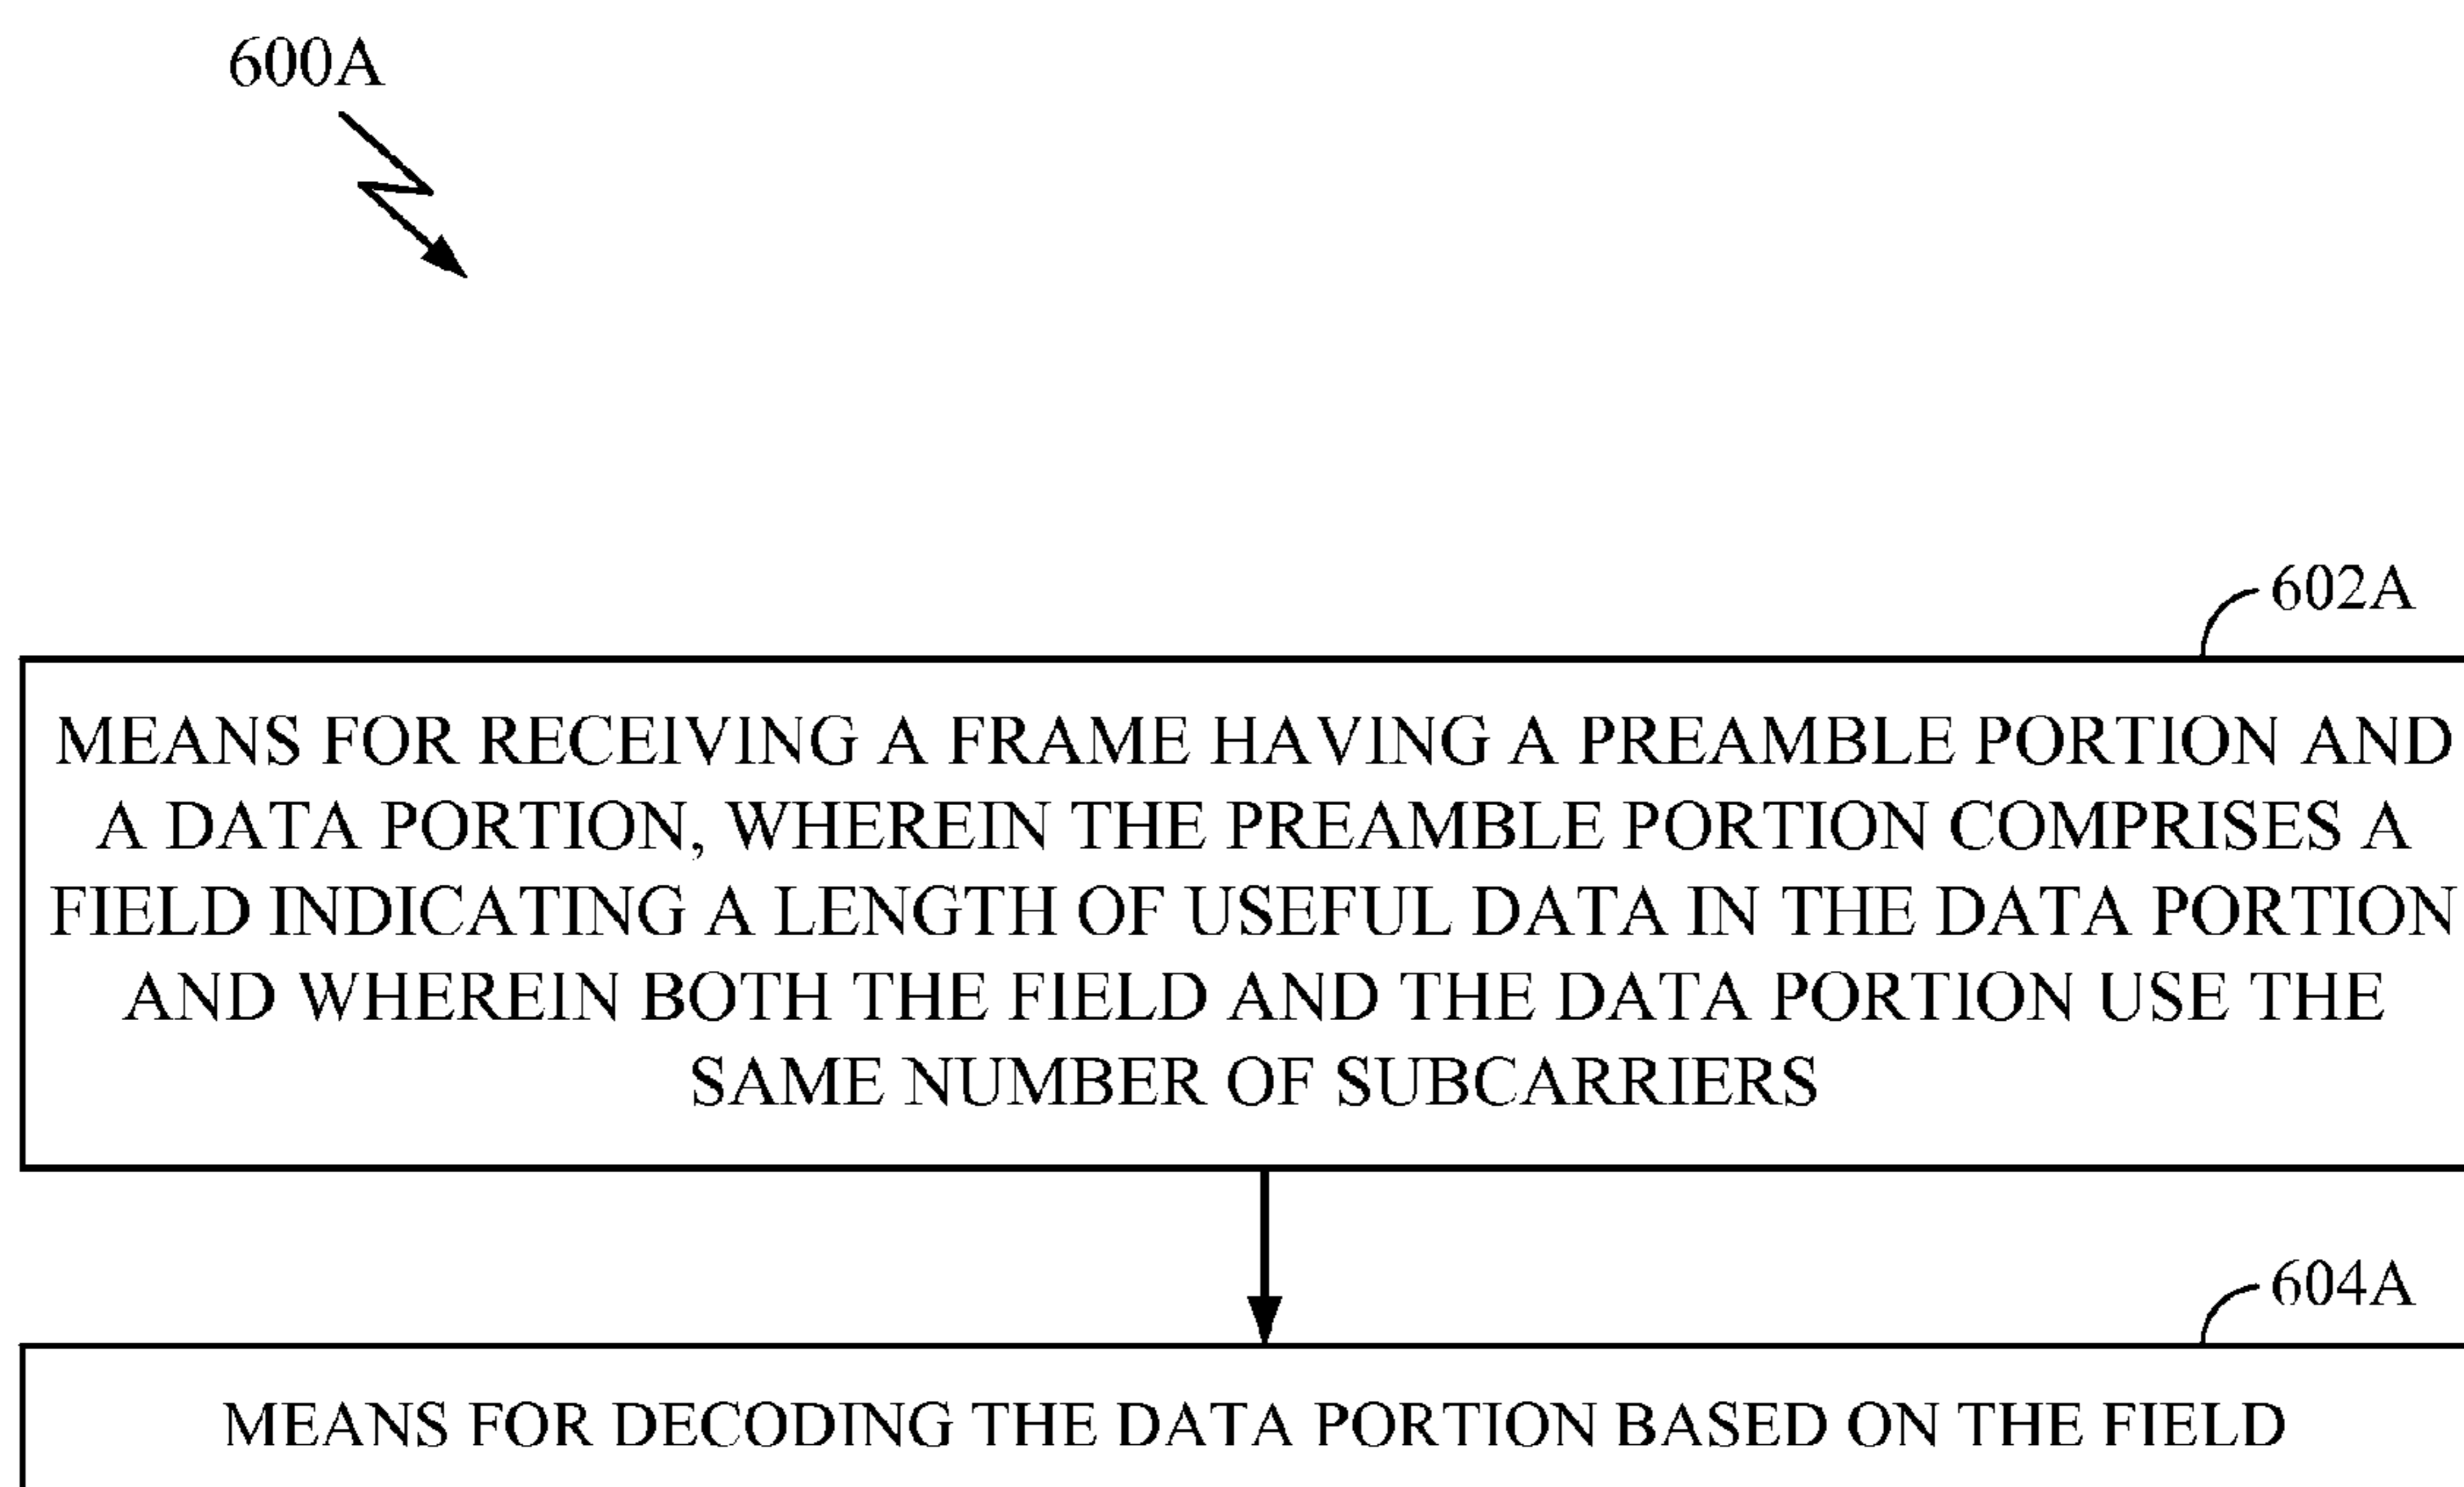 600A
602A
MEANS FOR RECEIVING A FRAME HAVING A PREAMBLE PORTION AND
A DATA PORTION, WHEREIN THE PREAMBLE PORTION COMPRISES A
FIELD INDICATING A LENGTH OF USEFUL DATA IN THE DATA PORTION
AND WHEREIN BOTH THE FIELD AND THE DATA PORTION USE THE
SAME NUMBER OF SUBCARRIERS
604A
MEANS FOR DECODING THE DATA PORTION BASED ON THE FIELD